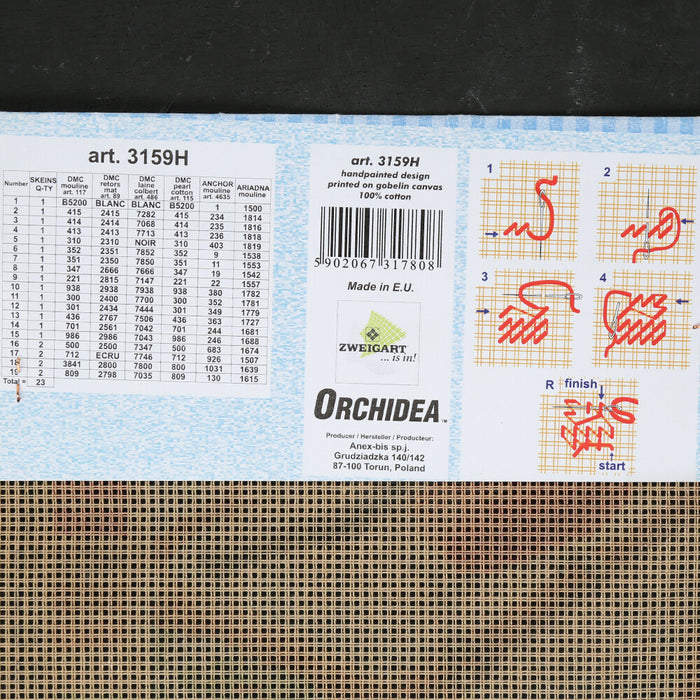 art. 3159H
Number SKEINS Q-TY DMC mouline art. 117 DMC retors mat art. 89 DMC laine colbert art. 486 DMC pearl cotton art. 115 ANCHOR mouline art. 4635 ARIADNA mouline
1 1 B5200 BLANC BLANC B5200 1 1500
2 1 415 2415 7282 415 234 1814
3 1 414 2414 7068 414 235 1816
4 1 413 2413 7713 413 236 1818
5 1 310 2310 NOIR 310 403 1819
6 1 352 2351 7852 352 9 1538
7 1 351 2350 7850 351 11 1553
8 1 347 2666 7666 347 19 1542
9 1 221 2815 7147 221 22 1557
10 1 938 2938 7938 938 380 1782
11 1 300 2400 7700 300 352 1781
12 1 301 2434 7444 301 349 1779
13 1 436 2767 7506 436 363 1727
14 1 701 2561 7042 701 244 1681
15 1 986 2986 7043 986 246 1688
16 2 500 2500 7347 500 683 1674
17 2 712 ECRU 7746 712 926 1507
18 2 3841 2800 7800 800 1031 1639
19 2 809 2798 7035 809 130 1615
Total = 23
art. 3159H
handpainted design
printed on gobelin canvas
100% cotton
5 902067 317808
Made in E.U.
ZWEIGART
... is in!
ORCHIDEA™
Producer / Hersteller / Producteur:
Anex-bis sp.j.
Grudziadzka 140/142
87-100 Torun, Poland
1
2
3
4
R finish
start